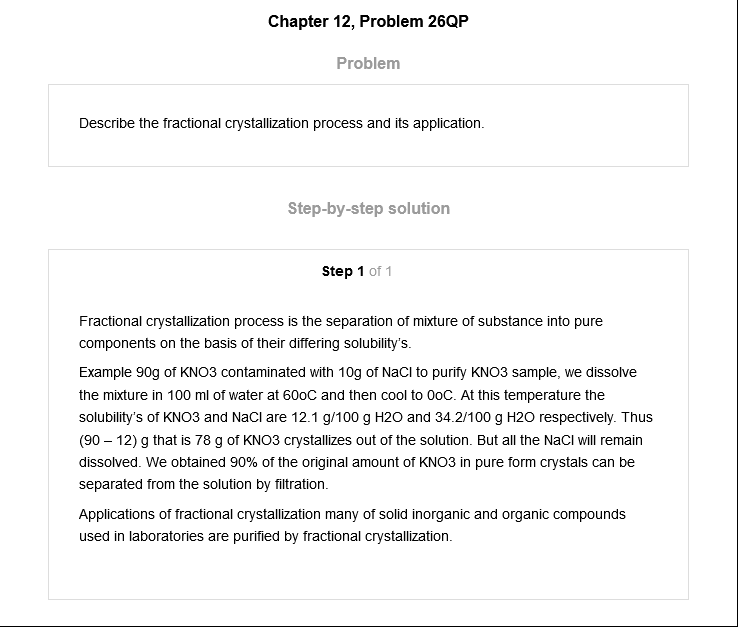 Chapter 12, Problem 26QP
Problem
Describe the fractional crystallization process and its application.
Step-by-step solution
Step 1 of 1
Fractional crystallization process is the separation of mixture of substance into pure
components on the basis of their differing solubility's.
Example 90g of KNO3 contaminated with 10g of NaCl to purify KNO3 sample, we dissolve
the mixture in 100 ml of water at 60oC and then cool to 0oC. At this temperature the
solubility's of KNO3 and NaCl are 12.1 g/100 g H2O and 34.2/100 g H2O respectively. Thus
(90 – 12) g that is 78 g of KNO3 crystallizes out of the solution. But all the NaCl will remain
dissolved. We obtained 90% of the original amount of KNO3 in pure form crystals can be
separated from the solution by filtration.
Applications of fractional crystallization many of solid inorganic and organic compounds
used in laboratories are purified by fractional crystallization.